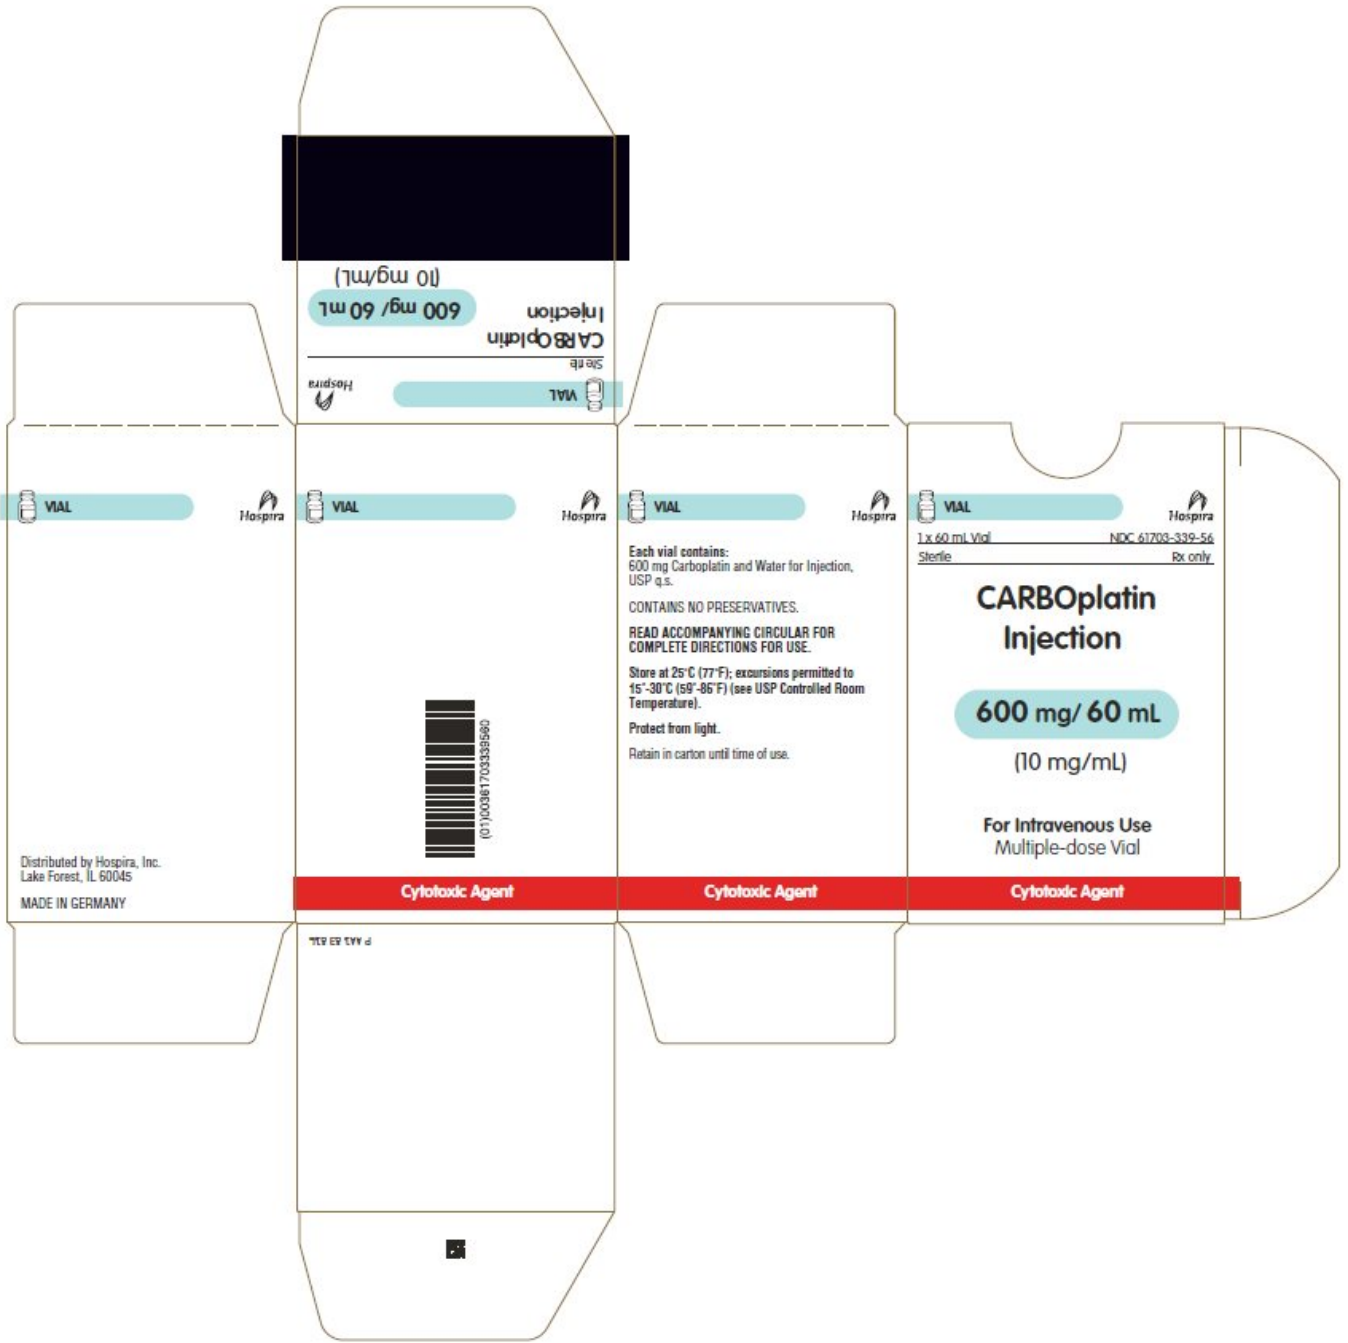 (10 mg/mL)
600 mg/ 60 mL
CARBOplatin
Injection
Sterile
VIAL
Hospira
VIAL
Hospira
Distributed by Hospira, Inc.
Lake Forest, IL 60045
MADE IN GERMANY
VIAL
Hospira
(01)00361703339560
Cytotoxic Agent
VIAL
Hospira
Each vial contains:
600 mg Carboplatin and Water for Injection,
USP q.s.
CONTAINS NO PRESERVATIVES.
READ ACCOMPANYING CIRCULAR FOR
COMPLETE DIRECTIONS FOR USE.
Store at 25°C (77°F); excursions permitted to
15°-30°C (59°-86°F) (see USP Controlled Room
Temperature).
Protect from light.
Retain in carton until time of use.
Cytotoxic Agent
VIAL
Hospira
1 x 60 mL Vial NDC 61703-339-56
Sterile Rx only
CARBOplatin
Injection
600 mg/ 60 mL
(10 mg/mL)
For Intravenous Use
Multiple-dose Vial
Cytotoxic Agent